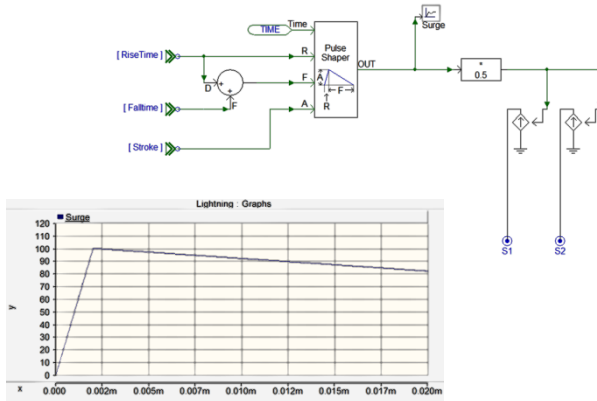 Surge
TIME
Time
Pulse
Shaper
[ RiseTime ]
R
OUT
*
0.5
D
+
+
F
A
F
R
[ Falltime ]
F
A
[ Stroke ]
S1
S2
Lightning : Graphs
Surge
120
110
100
90
80
70
60
50
40
30
20
10
0
y
x
0.000
0.002m
0.005m
0.007m
0.010m
0.012m
0.015m
0.017m
0.020m